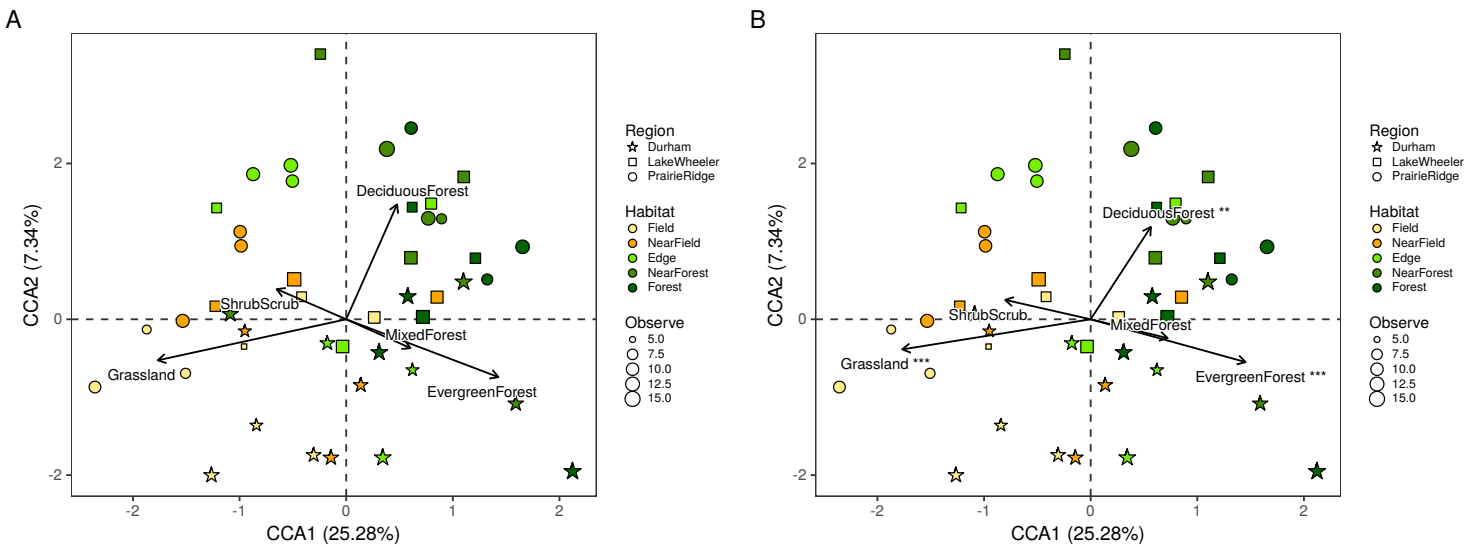 A
CCA2 (7.34%)
2
0
-2
-2
-1
0
1
2
CCA1 (25.28%)
DeciduousForest
ShrubScrub
MixedForest
Grassland
EvergreenForest
Region
Durham
LakeWheeler
PrairieRidge
Habitat
Field
NearField
Edge
NearForest
Forest
Observe
5.0
7.5
10.0
12.5
15.0
B
CCA2 (7.34%)
2
0
-2
-2
-1
0
1
2
CCA1 (25.28%)
DeciduousForest **
ShrubScrub
MixedForest
Grassland ***
EvergreenForest ***
Region
Durham
LakeWheeler
PrairieRidge
Habitat
Field
NearField
Edge
NearForest
Forest
Observe
5.0
7.5
10.0
12.5
15.0